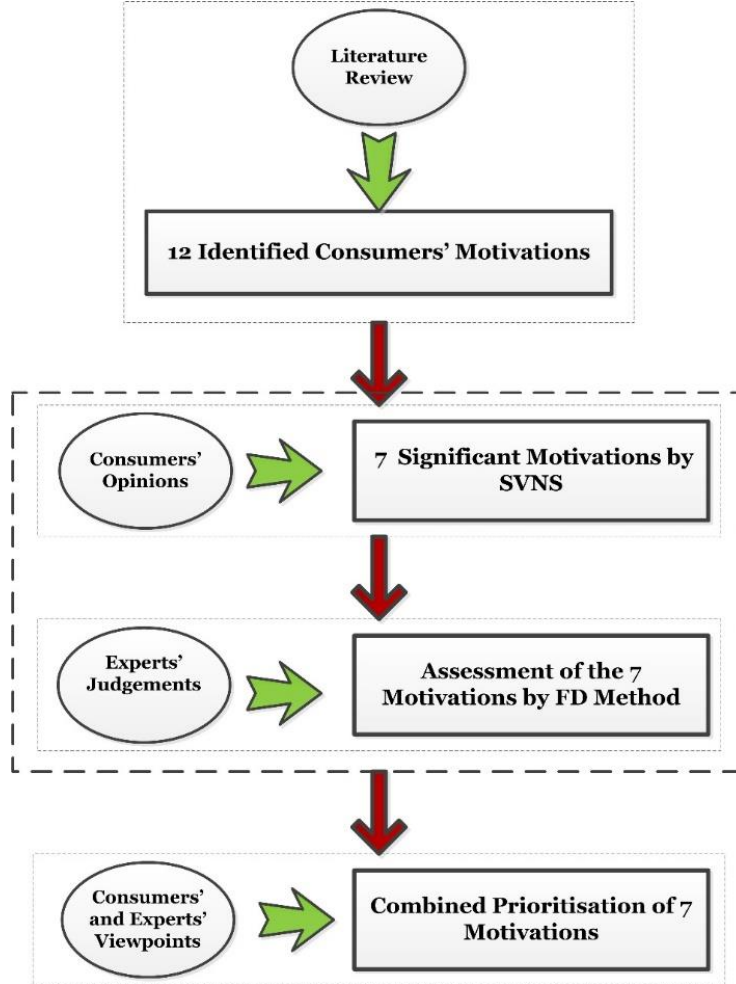 Literature
Review
12 Identified Consumers’ Motivations
Consumers’
Opinions
7 Significant Motivations by
SVNS
Experts’
Judgements
Assessment of the 7
Motivations by FD Method
Consumers’
and Experts’
Viewpoints
Combined Prioritisation of 7
Motivations